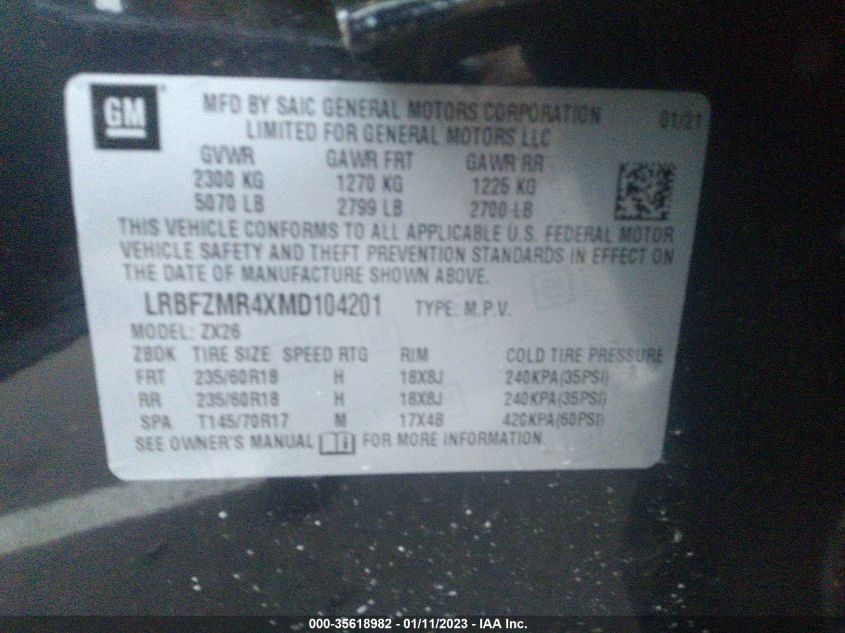 GM
MFD BY SAIC GENERAL MOTORS CORPORATION
LIMITED FOR GENERAL MOTORS LLC
01/21
GVWR GAWR FRT GAWR RR
2300 KG 1270 KG 1225 KG
5070 LB 2799 LB 2700 LB
THIS VEHICLE CONFORMS TO ALL APPLICABLE U.S. FEDERAL MOTOR
VEHICLE SAFETY AND THEFT PREVENTION STANDARDS IN EFFECT ON
THE DATE OF MANUFACTURE SHOWN ABOVE.
LRBFZMR4XMD104201 TYPE: M.P.V.
MODEL: ZX26
ZBDK TIRE SIZE SPEED RTG RIM COLD TIRE PRESSURE
FRT 235/60R18 H 18X8J 240KPA(35PSI)
RR 235/60R18 H 18X8J 240KPA(35PSI)
SPA T145/70R17 M 17X4B 420KPA(60PSI)
SEE OWNER'S MANUAL FOR MORE INFORMATION.
000-35618982 - 01/11/2023 - IAA Inc.